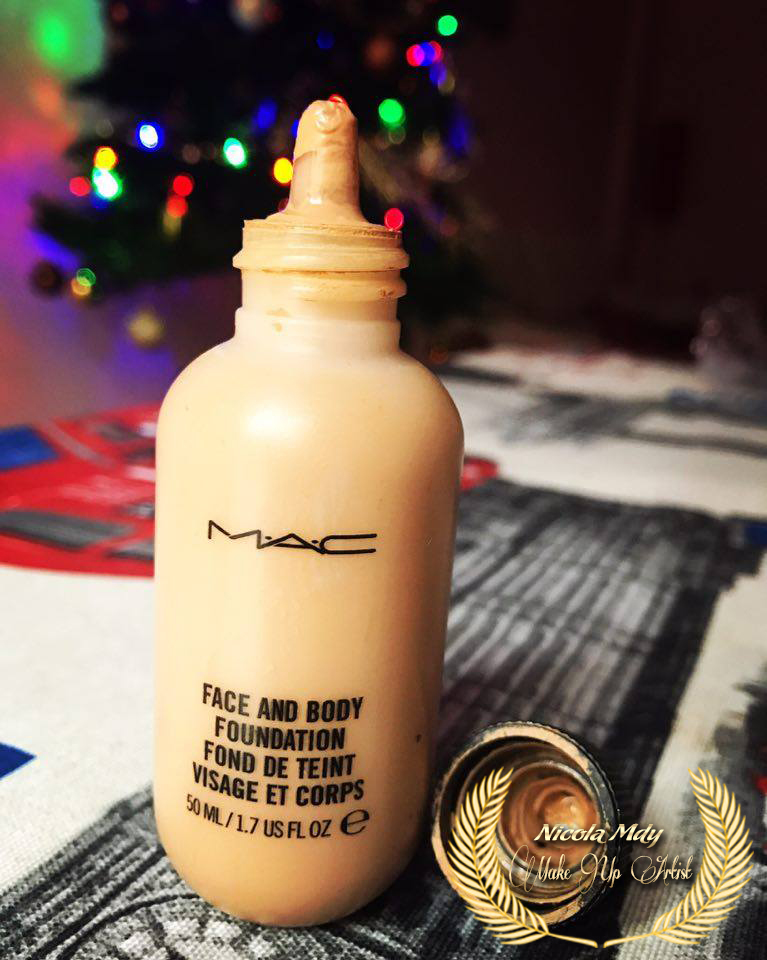 M·A·C
FACE AND BODY
FOUNDATION
FOND DE TEINT
VISAGE ET CORPS
50 ML / 1.7 US FL OZ ℮
Nicola Mdy
Make Up Artist